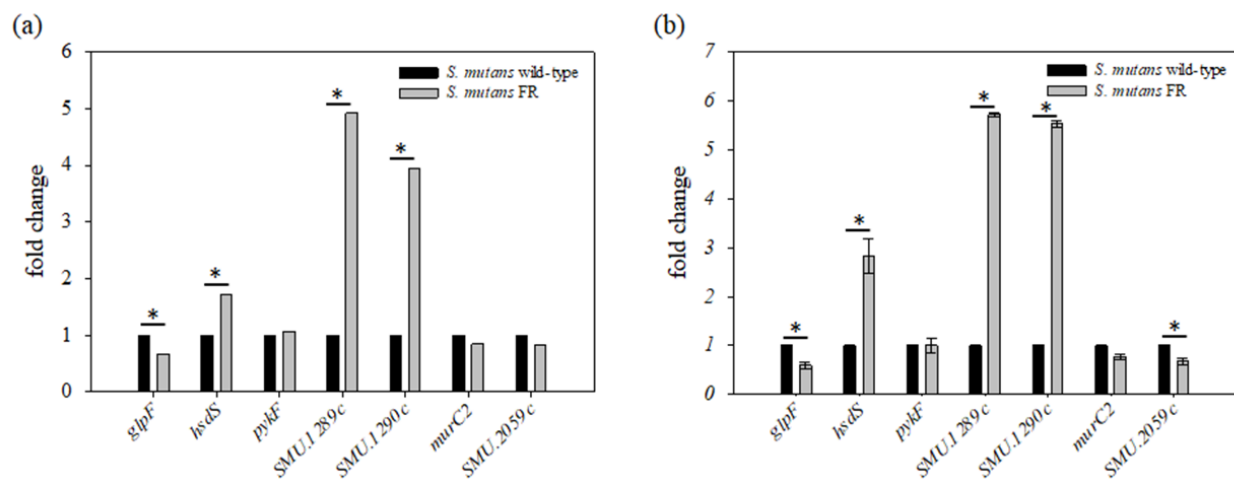 (a)
6
5
4
3
2
1
0
fold change
S. mutans wild-type
S. mutans FR
*
*
*
*
glpF
hsdS
pykF
SMU.1289c
SMU.1290c
murC2
SMU.2059c
(b)
7
6
5
4
3
2
1
0
fold change
S. mutans wild-type
S. mutans FR
*
*
*
*
*
glpF
hsdS
pykF
SMU.1289c
SMU.1290c
murC2
SMU.2059c